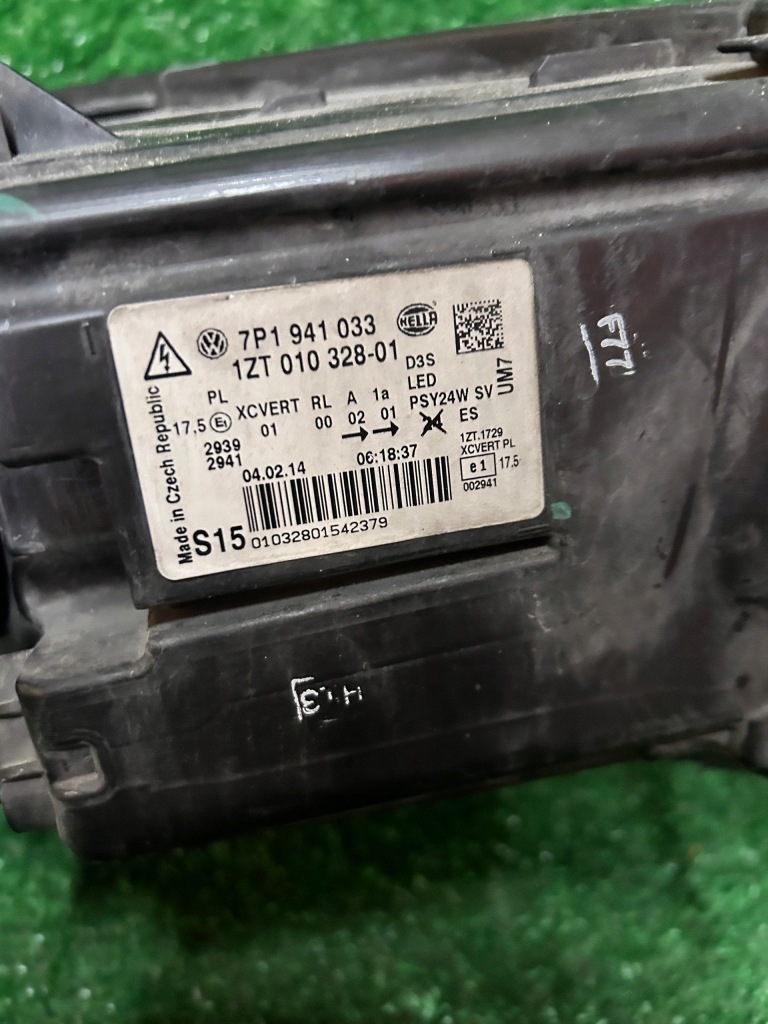 7P1 941 033
HELLA
1ZT 010 328-01
D3S
LED
PSY24W SV
ES
UM7
PL
17,5 E1 XCVERT RL A 1a
01 00 02 01
2939
2941
04.02.14 06:18:37
1ZT.1729
XCVERT PL
e1 17,5
002941
S15
01032801542379
Made in Czech Republic
F77